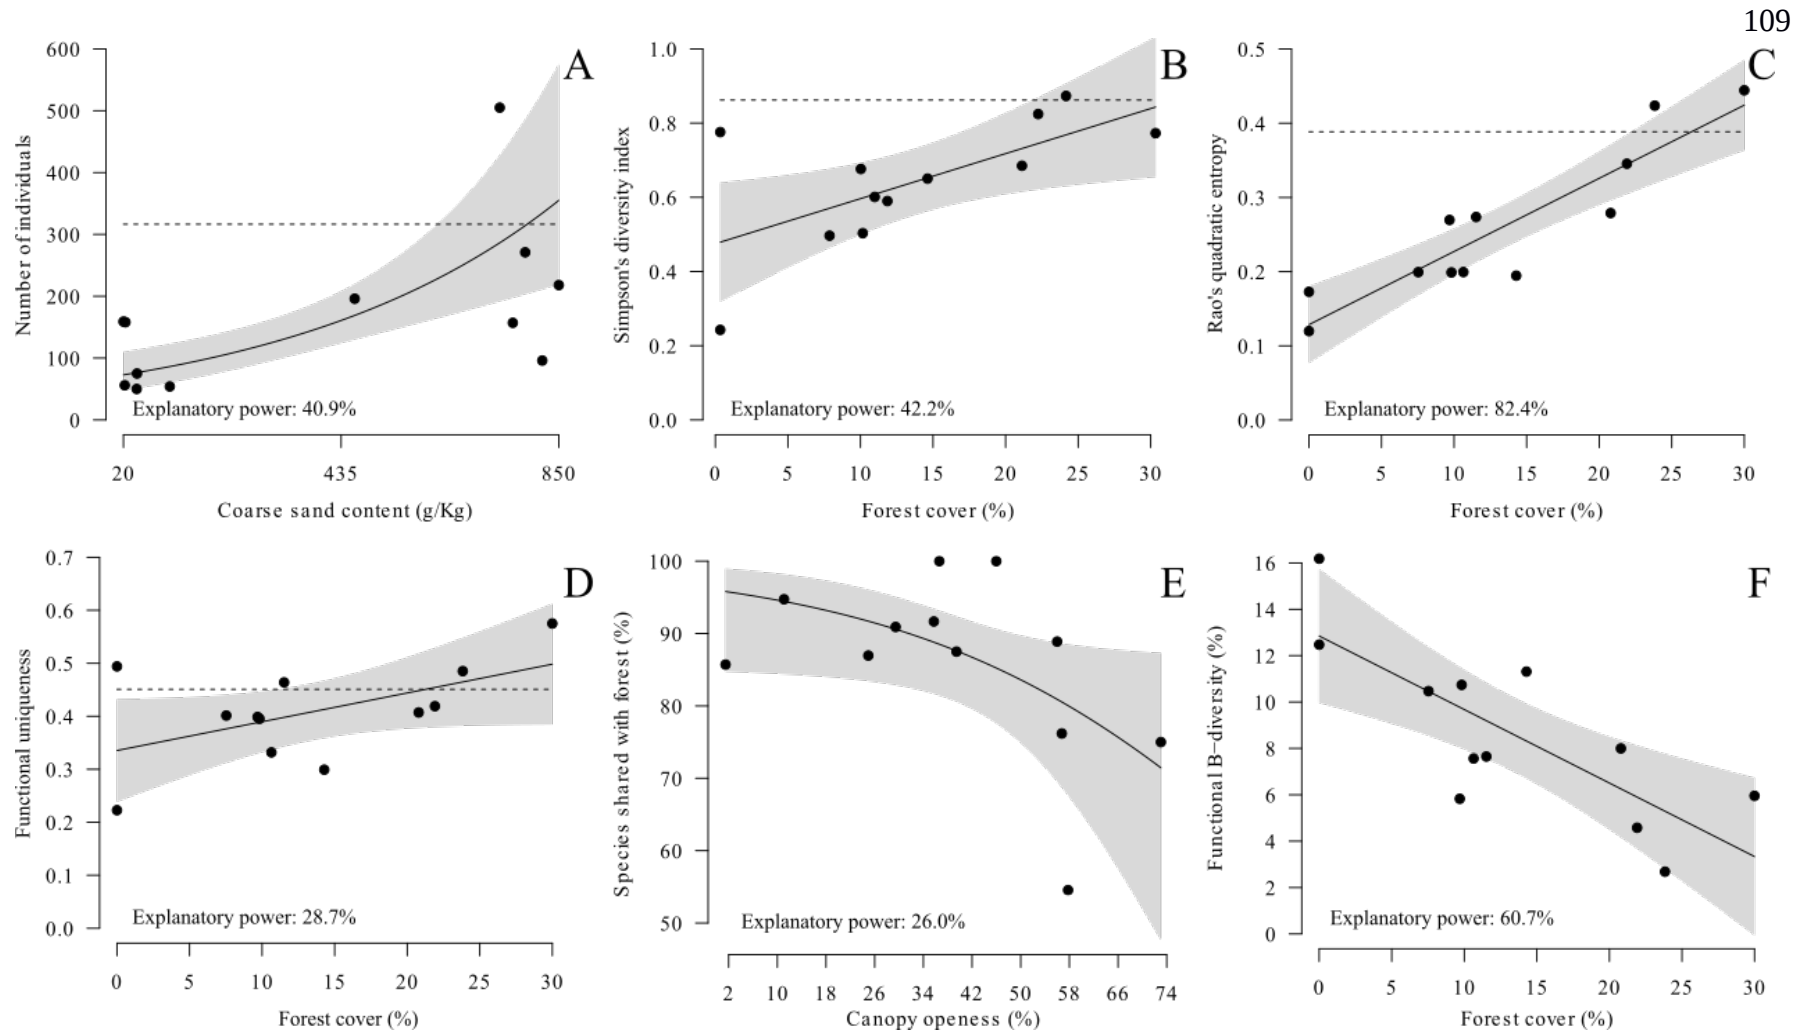 109
600
500
400
300
200
100
0
Number of individuals
A
Explanatory power: 40.9%
20 435 850
Coarse sand content (g/Kg)
1.0
0.8
0.6
0.4
0.2
0.0
Simpson's diversity index
B
Explanatory power: 42.2%
0 5 10 15 20 25 30
Forest cover (%)
0.5
0.4
0.3
0.2
0.1
0.0
Rao's quadratic entropy
C
Explanatory power: 82.4%
0 5 10 15 20 25 30
Forest cover (%)
0.7
0.6
0.5
0.4
0.3
0.2
0.1
0.0
Functional uniqueness
D
Explanatory power: 28.7%
0 5 10 15 20 25 30
Forest cover (%)
100
90
80
70
60
50
Species shared with forest (%)
E
Explanatory power: 26.0%
2 10 18 26 34 42 50 58 66 74
Canopy openess (%)
16
14
12
10
8
6
4
2
0
Functional B−diversity (%)
F
Explanatory power: 60.7%
0 5 10 15 20 25 30
Forest cover (%)